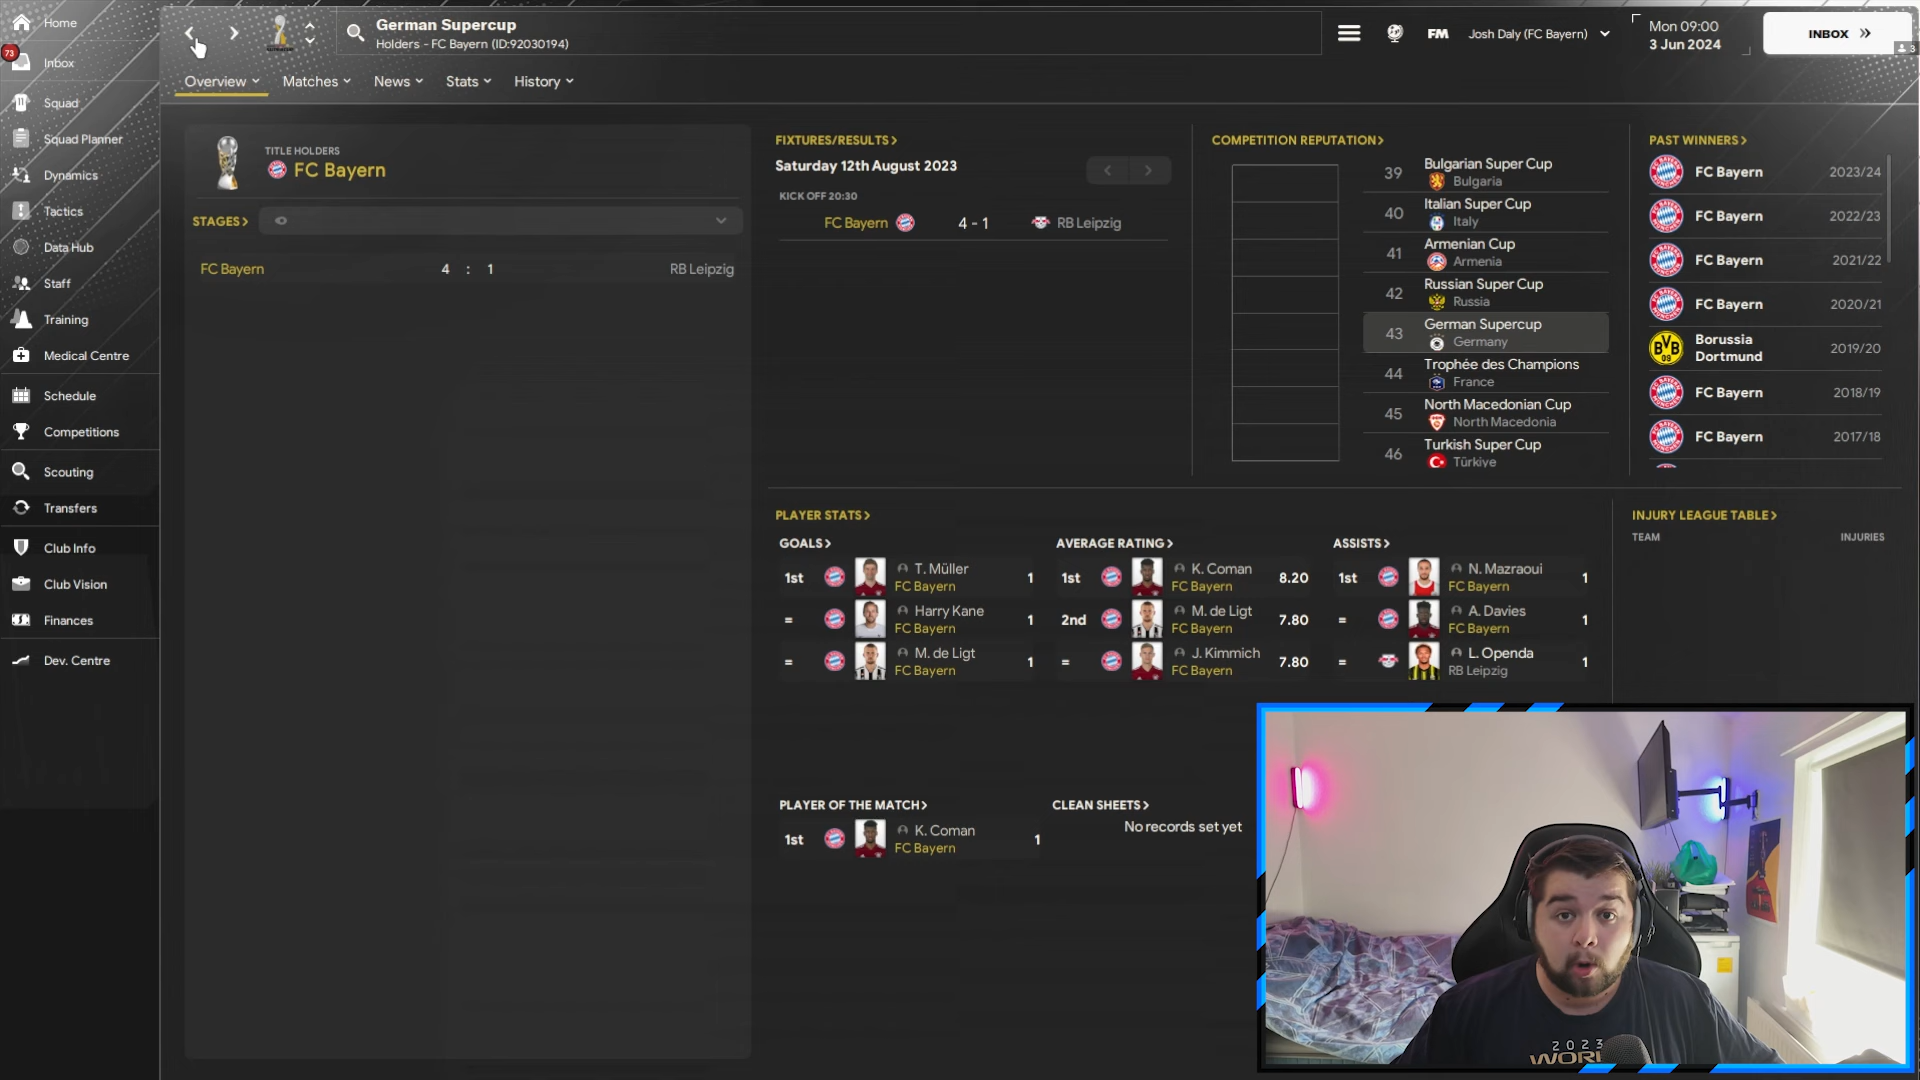 Home
73
Inbox
Squad
Squad Planner
Dynamics
Tactics
Data Hub
Staff
Training
Medical Centre
Schedule
Competitions
Scouting
Transfers
Club Info
Club Vision
Finances
Dev. Centre
German Supercup
Holders - FC Bayern (ID:92030194)
FM
Josh Daly (FC Bayern)
Mon 09:00
3 Jun 2024
INBOX
3
Overview
Matches
News
Stats
History
TITLE HOLDERS
FC Bayern
STAGES>
FC Bayern 4 : 1 RB Leipzig
FIXTURES/RESULTS>
Saturday 12th August 2023
KICK OFF 20:30
FC Bayern 4 - 1 RB Leipzig
COMPETITION REPUTATION>
39 Bulgarian Super Cup
Bulgaria
40 Italian Super Cup
Italy
41 Armenian Cup
Armenia
42 Russian Super Cup
Russia
43 German Supercup
Germany
44 Trophée des Champions
France
45 North Macedonian Cup
North Macedonia
46 Turkish Super Cup
Türkiye
PAST WINNERS>
FC Bayern 2023/24
FC Bayern 2022/23
FC Bayern 2021/22
FC Bayern 2020/21
BVB
09
Borussia
Dortmund 2019/20
FC Bayern 2018/19
FC Bayern 2017/18
PLAYER STATS>
GOALS>
1st T. Müller 1
FC Bayern
= Harry Kane 1
FC Bayern
= M. de Ligt 1
FC Bayern
AVERAGE RATING>
1st K. Coman 8.20
FC Bayern
2nd M. de Ligt 7.80
FC Bayern
= J. Kimmich 7.80
FC Bayern
ASSISTS>
1st N. Mazraoui 1
FC Bayern
= A. Davies 1
FC Bayern
= L. Openda 1
RB Leipzig
INJURY LEAGUE TABLE>
TEAM INJURIES
PLAYER OF THE MATCH>
1st K. Coman 1
FC Bayern
CLEAN SHEETS>
No records set yet
2023